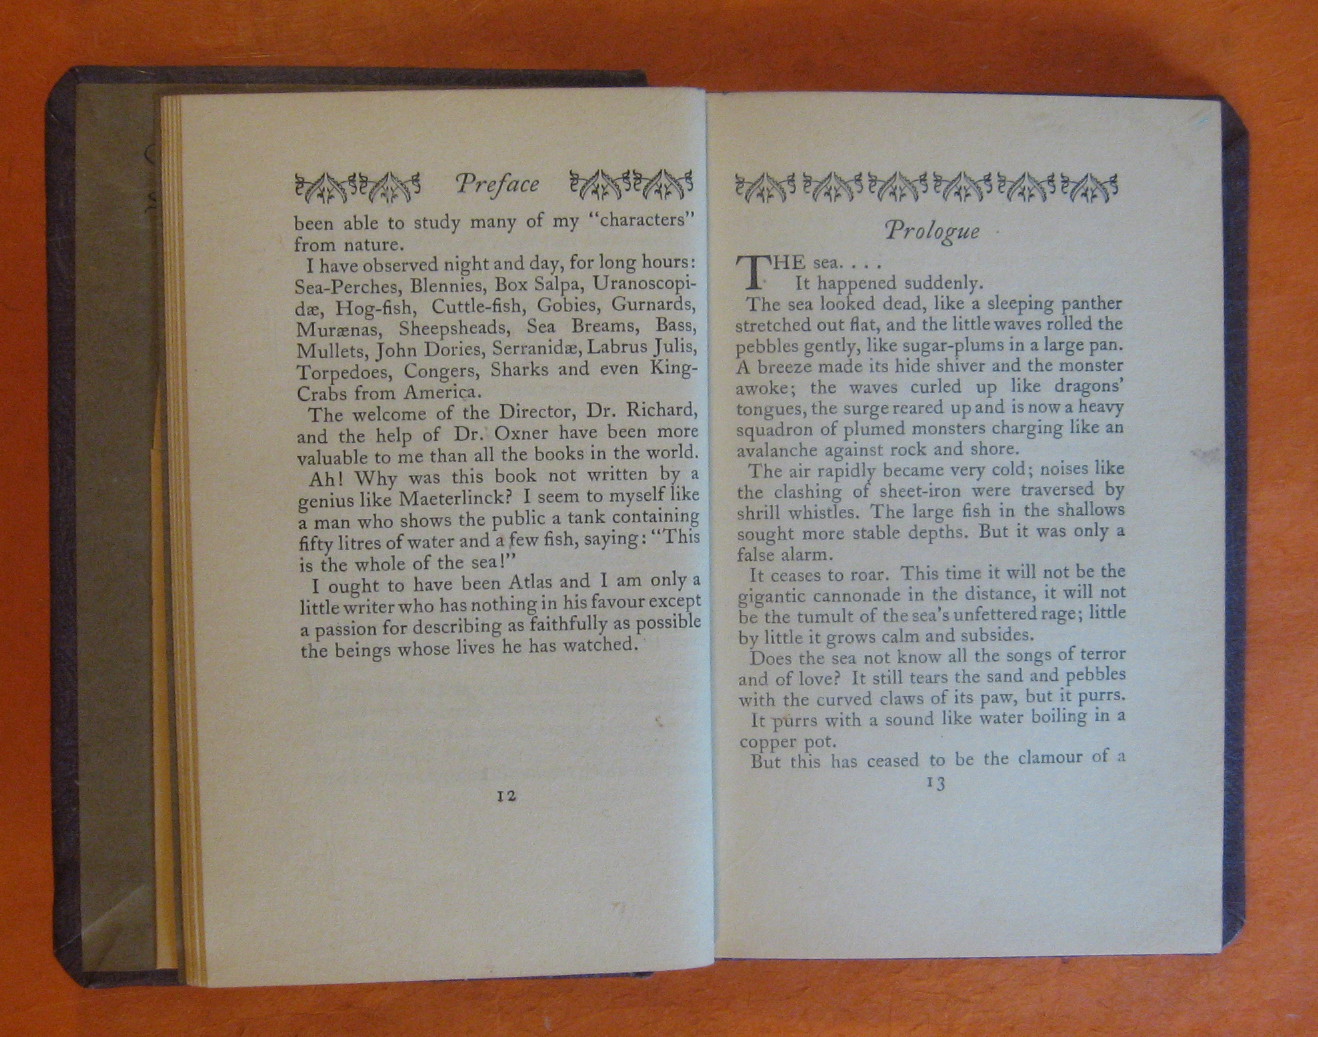 Preface
been able to study many of my “characters”
from nature.
I have observed night and day, for long hours:
Sea-Perches, Blennies, Box Salpa, Uranoscopi-
dæ, Hog-fish, Cuttle-fish, Gobies, Gurnards,
Murænas, Sheepsheads, Sea Breams, Bass,
Mullets, John Dories, Serranidæ, Labrus Julis,
Torpedoes, Congers, Sharks and even King-
Crabs from America.
The welcome of the Director, Dr. Richard,
and the help of Dr. Oxner have been more
valuable to me than all the books in the world.
Ah! Why was this book not written by a
genius like Maeterlinck? I seem to myself like
a man who shows the public a tank containing
fifty litres of water and a few fish, saying: “This
is the whole of the sea!”
I ought to have been Atlas and I am only a
little writer who has nothing in his favour except
a passion for describing as faithfully as possible
the beings whose lives he has watched.
12
Prologue
THE sea. . . .
It happened suddenly.
The sea looked dead, like a sleeping panther
stretched out flat, and the little waves rolled the
pebbles gently, like sugar-plums in a large pan.
A breeze made its hide shiver and the monster
awoke; the waves curled up like dragons’
tongues, the surge reared up and is now a heavy
squadron of plumed monsters charging like an
avalanche against rock and shore.
The air rapidly became very cold; noises like
the clashing of sheet-iron were traversed by
shrill whistles. The large fish in the shallows
sought more stable depths. But it was only a
false alarm.
It ceases to roar. This time it will not be the
gigantic cannonade in the distance, it will not
be the tumult of the sea’s unfettered rage; little
by little it grows calm and subsides.
Does the sea not know all the songs of terror
and of love? It still tears the sand and pebbles
with the curved claws of its paw, but it purrs.
It purrs with a sound like water boiling in a
copper pot.
But this has ceased to be the clamour of a
13